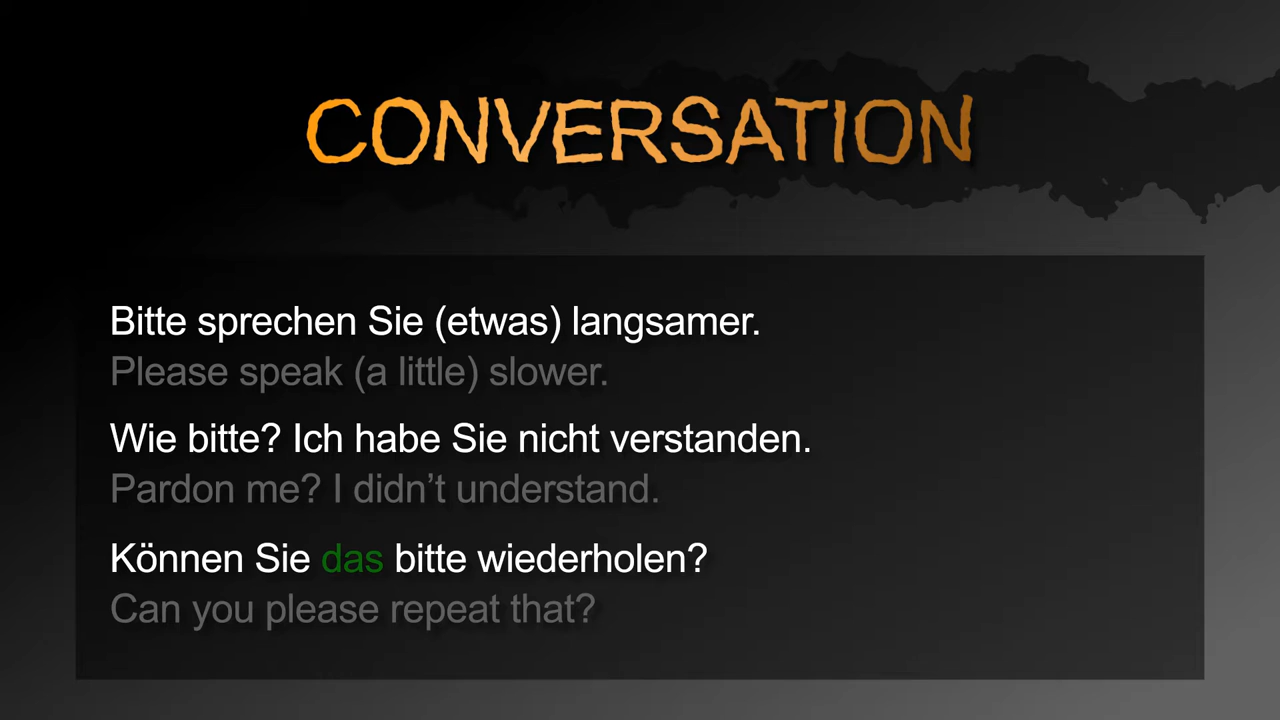 CONVERSATION
Bitte sprechen Sie (etwas) langsamer.
Please speak (a little) slower.
Wie bitte? Ich habe Sie nicht verstanden.
Pardon me? I didn’t understand.
Können Sie das bitte wiederholen?
Can you please repeat that?